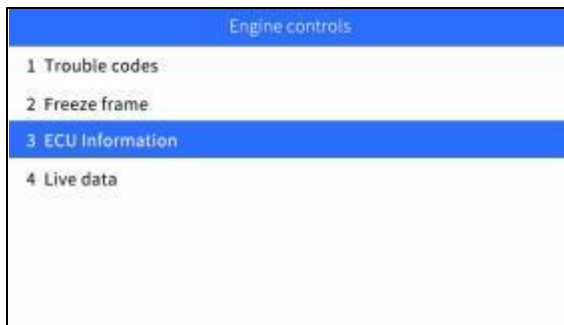 Engine controls
1 Trouble codes
2 Freeze frame
3 ECU Information
4 Live data